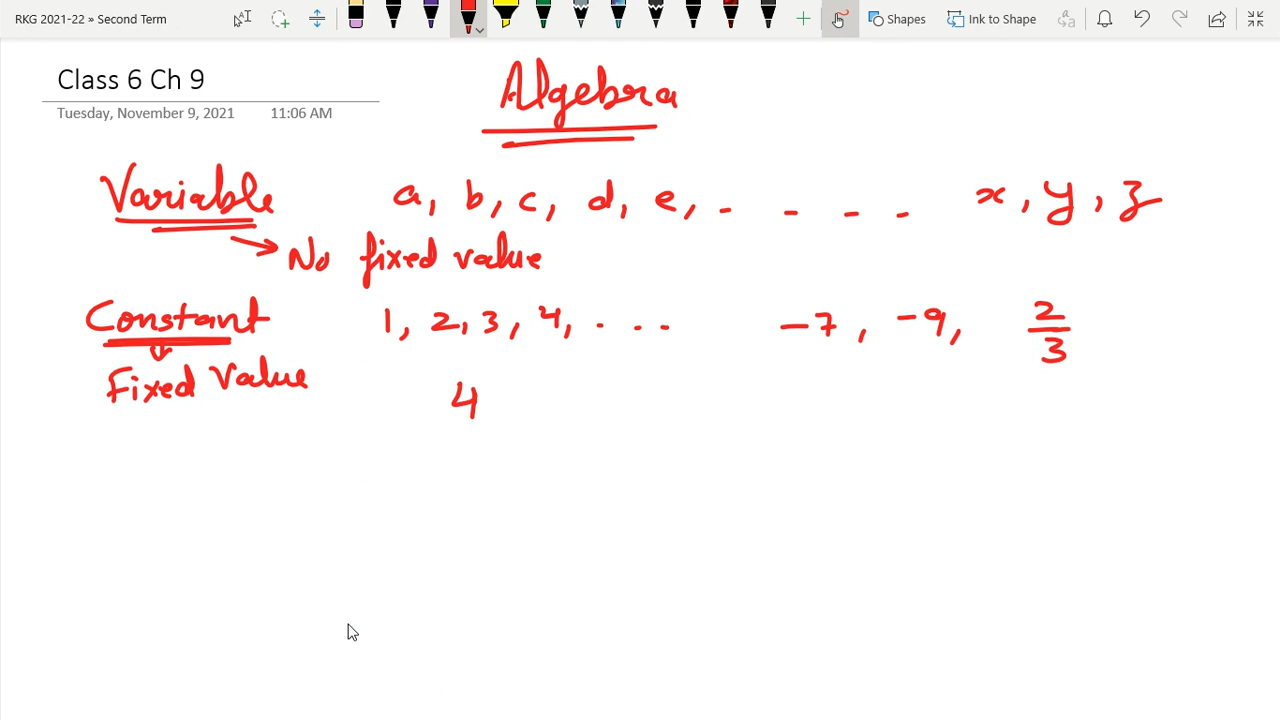 RKG 2021-22 » Second Term
Shapes
Ink to Shape
Class 6 Ch 9
Tuesday, November 9, 2021 11:06 AM
Algebra
Variable a, b, c, d, e, - - - - x, y, z
No fixed value
Constant 1, 2, 3, 4, . . . . -7, -9, 2/3
Fixed Value
4